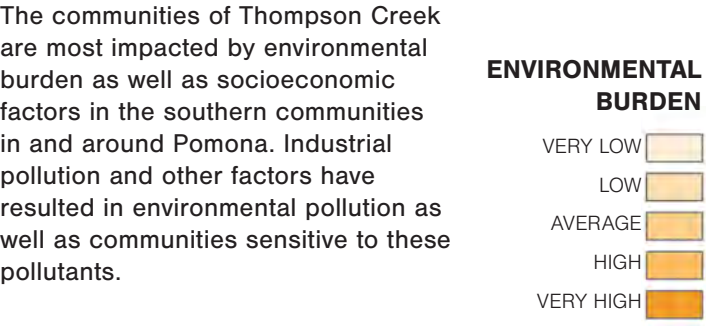 The communities of Thompson Creek
are most impacted by environmental
burden as well as socioeconomic
factors in the southern communities
in and around Pomona. Industrial
pollution and other factors have
resulted in environmental pollution as
well as communities sensitive to these
pollutants.
ENVIRONMENTAL
BURDEN
VERY LOW
LOW
AVERAGE
HIGH
VERY HIGH